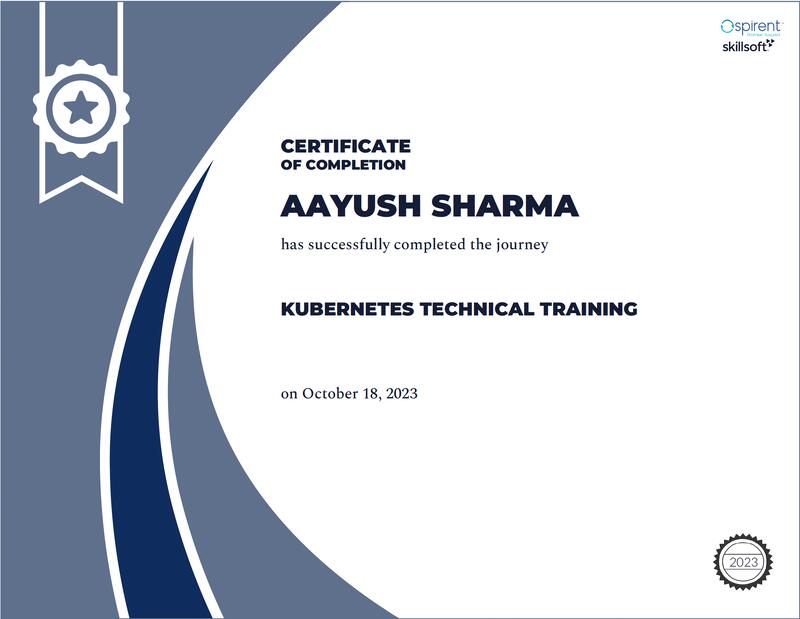 spirent
skillsoft
CERTIFICATE
OF COMPLETION
AAYUSH SHARMA
has successfully completed the journey
KUBERNETES TECHNICAL TRAINING
on October 18, 2023
2023